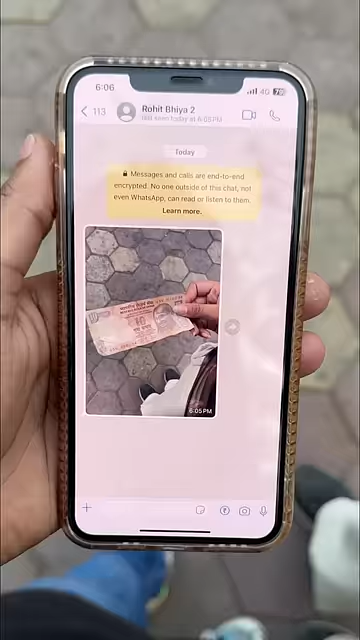 6:06
4G 76
113
Rohit Bhiya 2
last seen today at 6:05 PM
Today
Messages and calls are end-to-end
encrypted. No one outside of this chat, not
even WhatsApp, can read or listen to them.
Learn more.
10
6:05 PM